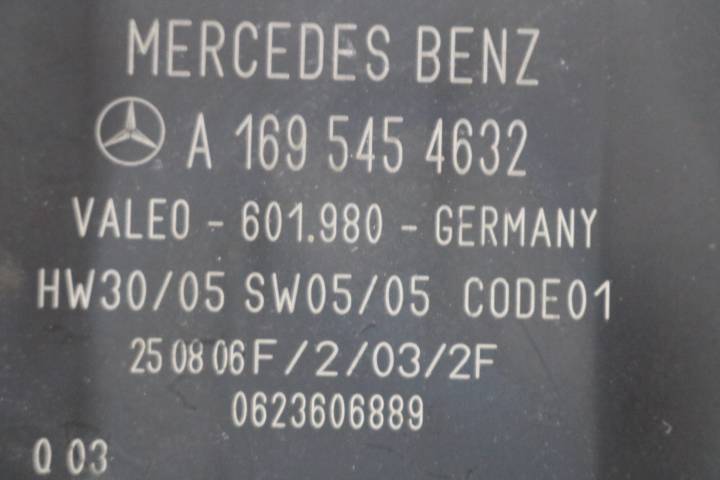 MERCEDES BENZ
A 169 545 4632
VALEO - 601.980 - GERMANY
HW30/05 SW05/05 CODE01
25 08 06F/2/03/2F
0623606889
Q 03